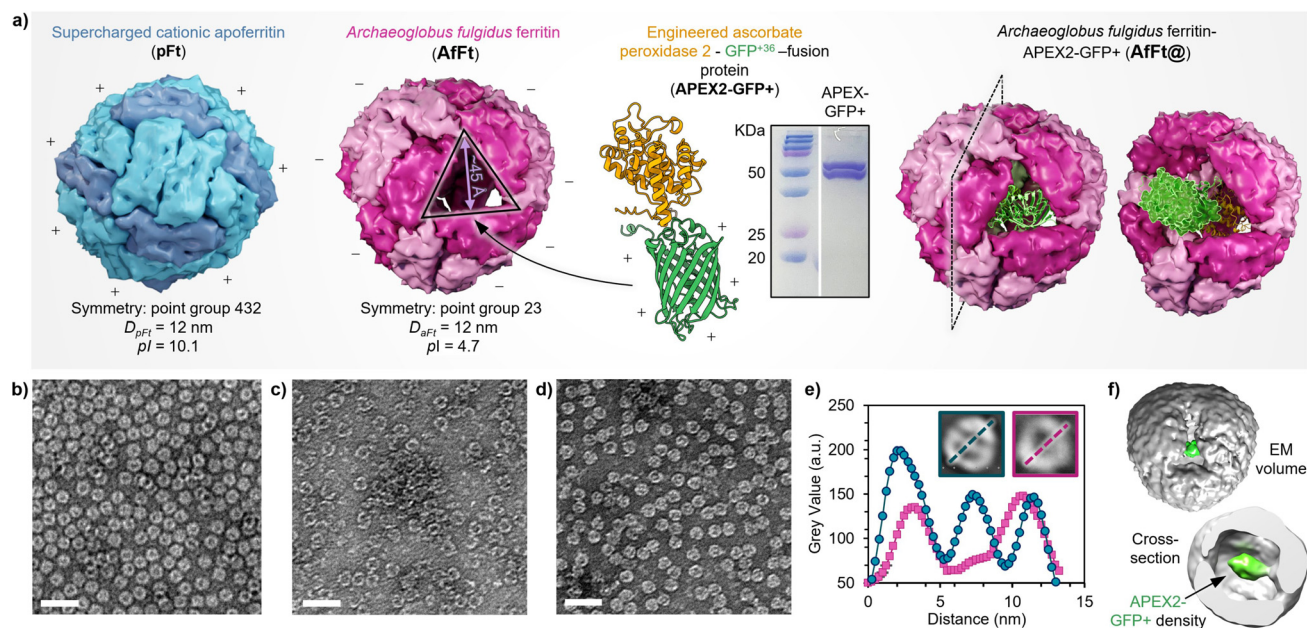 a)
Supercharged cationic apoferritin
(pFt)
Archaeoglobus fulgidus ferritin
(AfFt)
Engineered ascorbate
peroxidase 2 - GFP+36 –fusion
protein
(APEX2-GFP+)
Archaeoglobus fulgidus ferritin-
APEX2-GFP+ (AfFt@)
APEX-
GFP+
KDa
50
25
20
~45 Å
+
+
+
+
+
+
+
+
–
–
–
–
–
–
–
–
+
+
+
+
Symmetry: point group 432
DpFt = 12 nm
pI = 10.1
Symmetry: point group 23
DaFt = 12 nm
pI = 4.7
b)
c)
d)
e)
Grey Value (a.u.)
250
200
150
100
50
0
5
10
15
Distance (nm)
f)
EM
volume
Cross-
section
APEX2-
GFP+ density